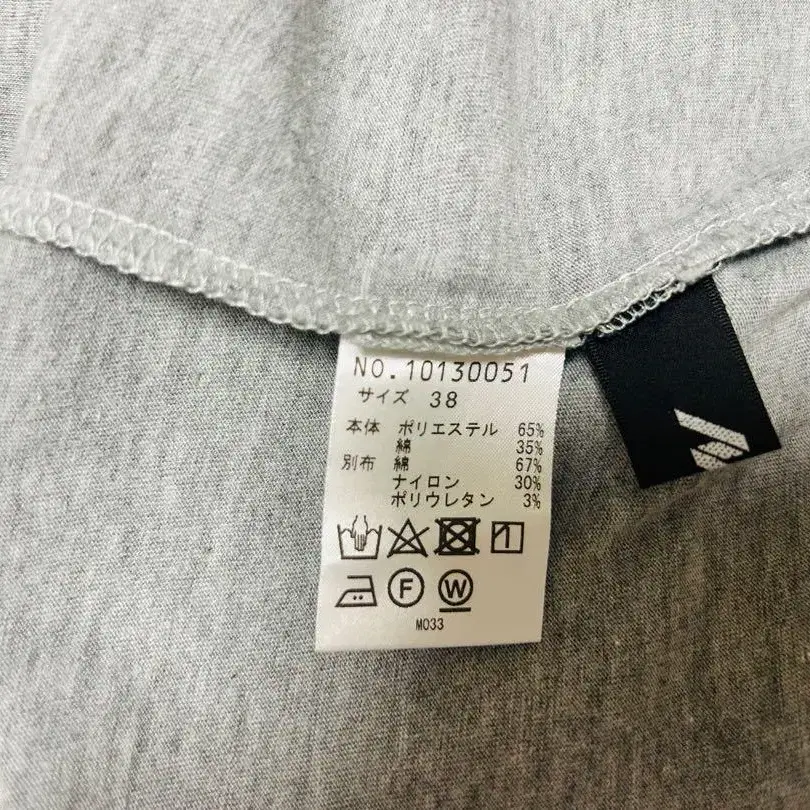 NO.10130051
サイズ 38
本体 ポリエステル 65%
綿 35%
別布 綿 67%
ナイロン 30%
ポリウレタン 3%
F W
M033